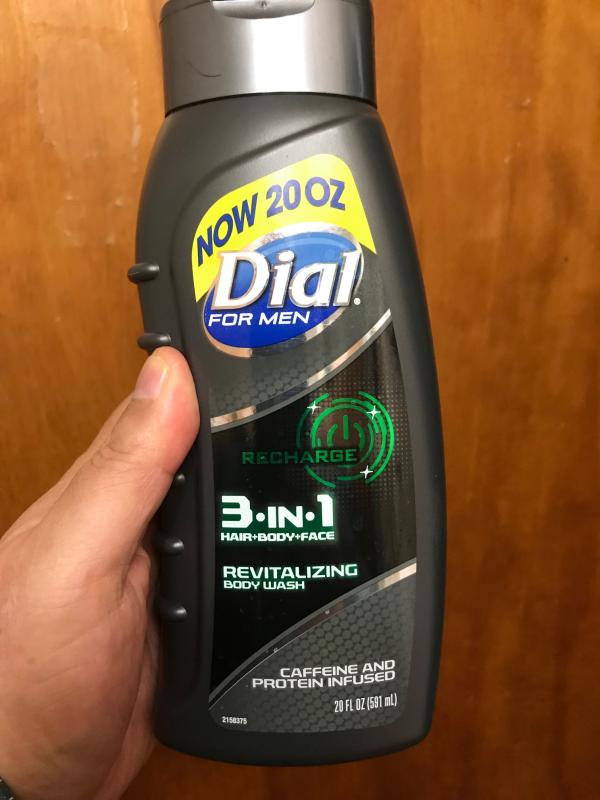 NOW 20 OZ
Dial®
FOR MEN
RECHARGE
3•IN•1
HAIR+BODY+FACE
REVITALIZING
BODY WASH
CAFFEINE AND
PROTEIN INFUSED
20 FL OZ (591 mL)
2158375